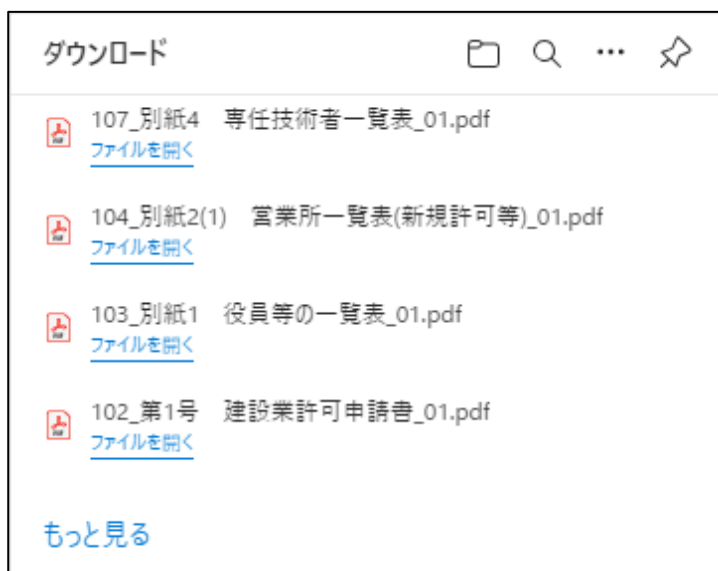 ダウンロード
107_別紙4　専任技術者一覧表_01.pdf
ファイルを開く
104_別紙2(1)　営業所一覧表(新規許可等)_01.pdf
ファイルを開く
103_別紙1　役員等の一覧表_01.pdf
ファイルを開く
102_第1号　建設業許可申請書_01.pdf
ファイルを開く
もっと見る